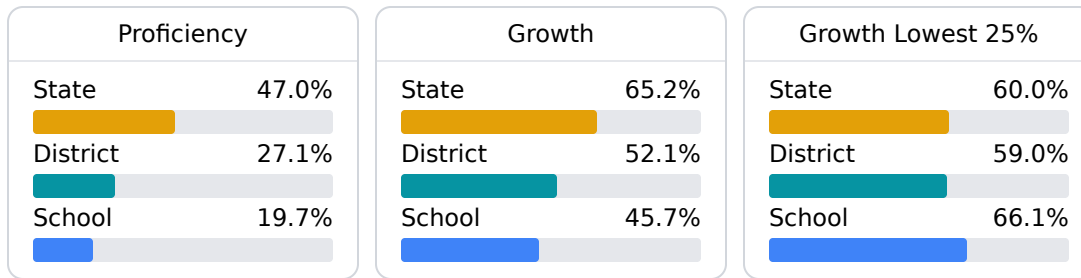 Proficiency
State 47.0%
District 27.1%
School 19.7%
Growth
State 65.2%
District 52.1%
School 45.7%
Growth Lowest 25%
State 60.0%
District 59.0%
School 66.1%